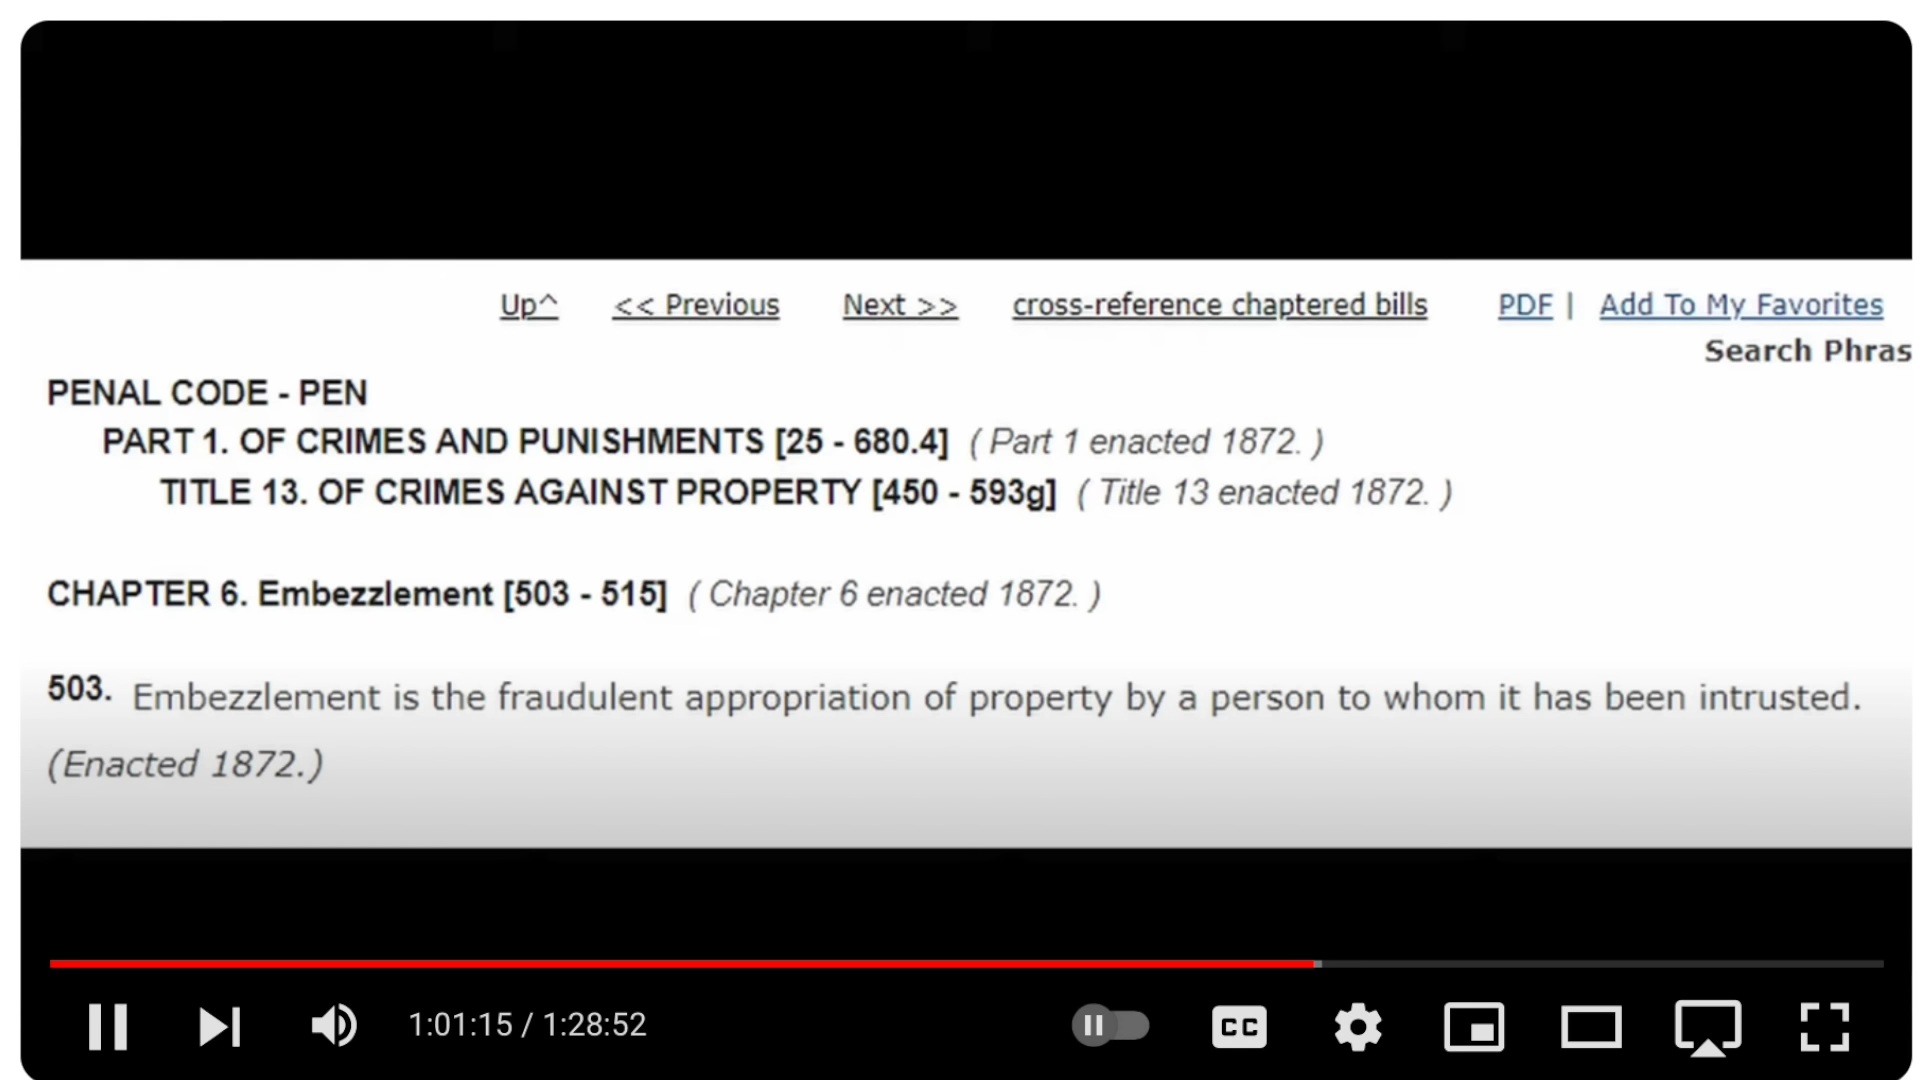 Up^ << Previous Next >> cross-reference chaptered bills PDF | Add To My Favorites
Search Phras
PENAL CODE - PEN
PART 1. OF CRIMES AND PUNISHMENTS [25 - 680.4] ( Part 1 enacted 1872. )
TITLE 13. OF CRIMES AGAINST PROPERTY [450 - 593g] ( Title 13 enacted 1872. )
CHAPTER 6. Embezzlement [503 - 515] ( Chapter 6 enacted 1872. )
503. Embezzlement is the fraudulent appropriation of property by a person to whom it has been intrusted.
(Enacted 1872.)
1:01:15 / 1:28:52 CC